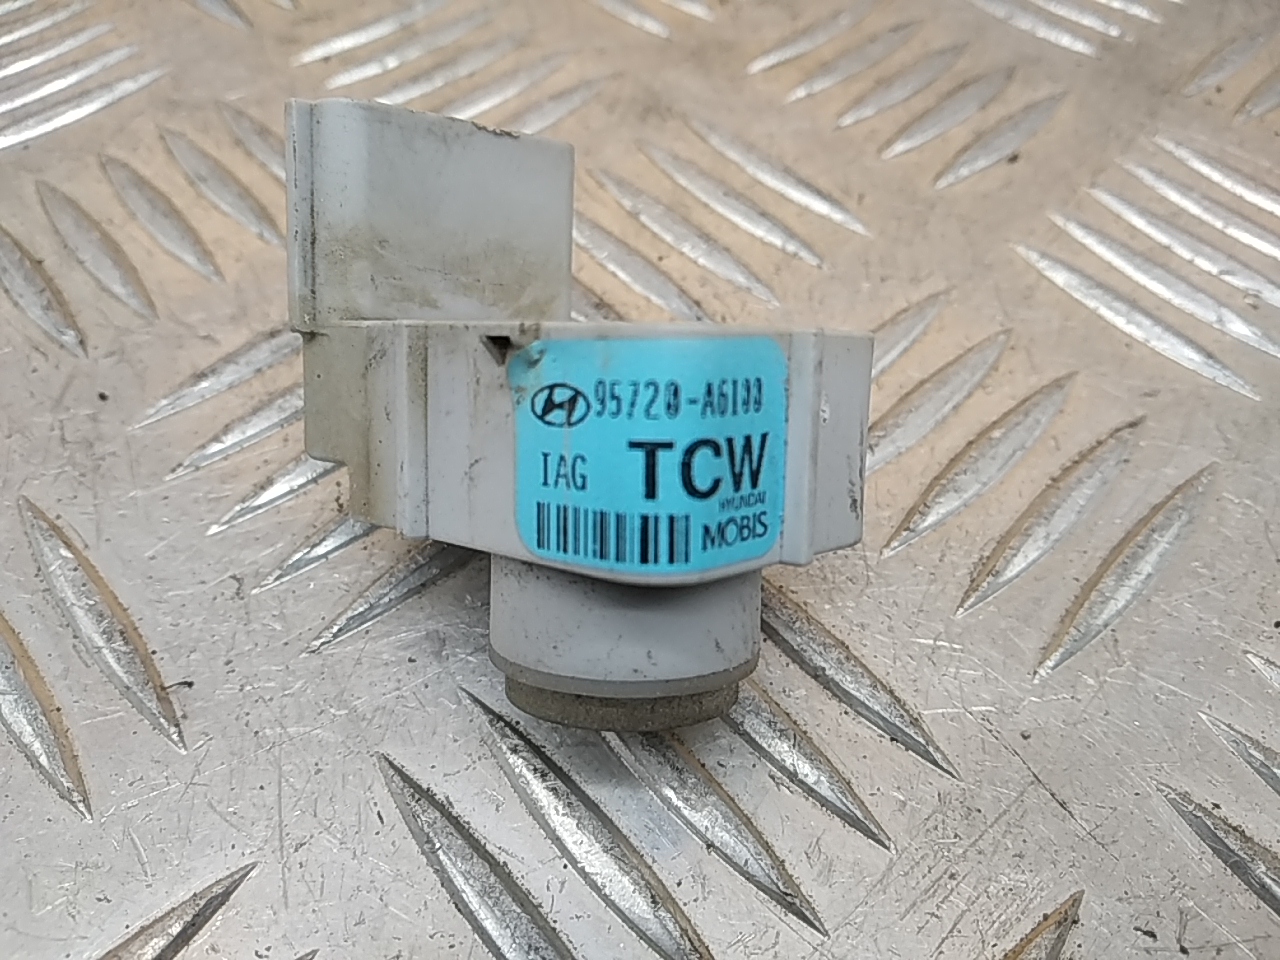 95720-A6100
IAG TCW
HYUNDAI
MOBIS